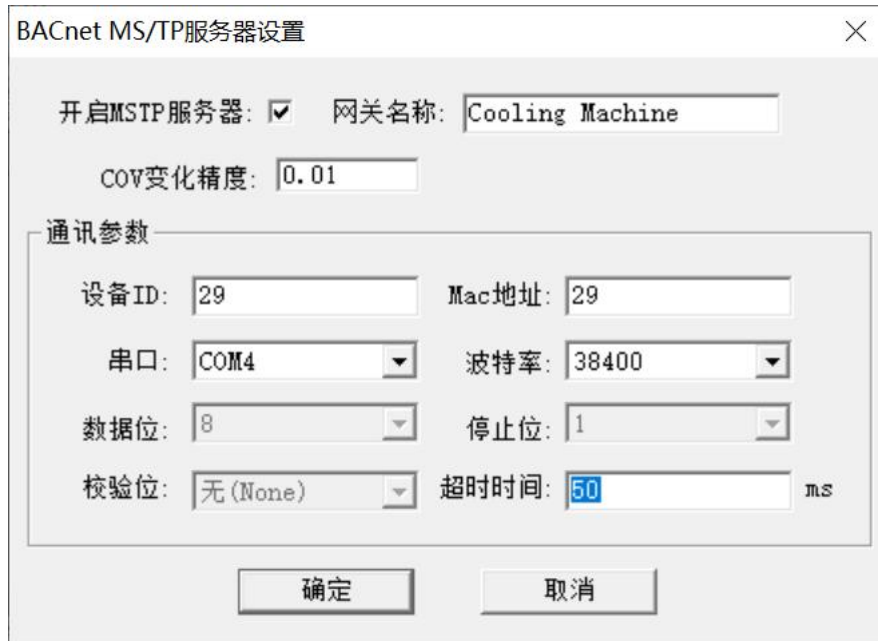 BACnet MS/TP服务器设置
开启MSTP服务器: 网关名称: Cooling Machine
COV变化精度: 0.01
通讯参数
设备ID: 29 Mac地址: 29
串口: COM4 波特率: 38400
数据位: 8 停止位: 1
校验位: 无(None) 超时时间: 50 ms
确定 取消